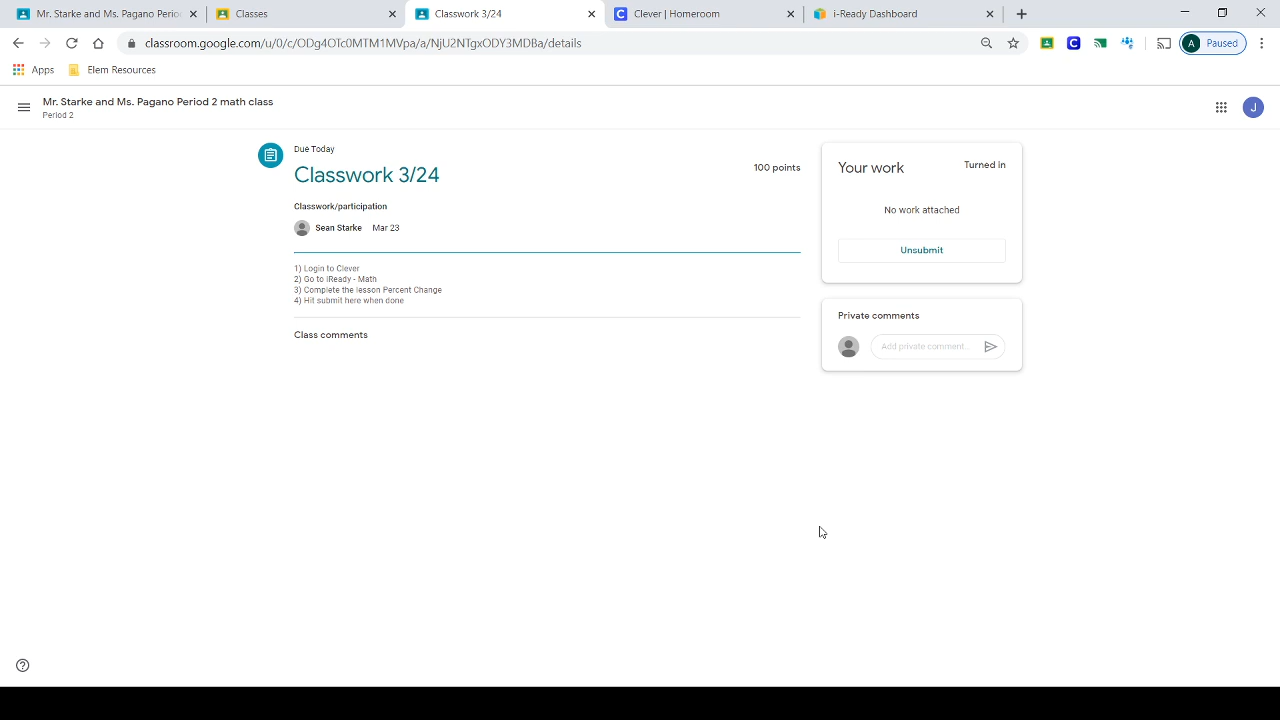 Mr. Starke and Ms. Pagano Perio
Classes
Classwork 3/24
Clever | Homeroom
i-Ready Dashboard
classroom.google.com/u/0/c/ODg4OTc0MTM1MVpa/a/NjU2NTgxODY3MDBa/details
A Paused
Apps
Elem Resources
Mr. Starke and Ms. Pagano Period 2 math class
Period 2
J
Due Today
Classwork 3/24
100 points
Classwork/participation
Sean Starke Mar 23
1) Login to Clever
2) Go to iReady - Math
3) Complete the lesson Percent Change
4) Hit submit here when done
Class comments
Your work
Turned in
No work attached
Unsubmit
Private comments
Add private comment...